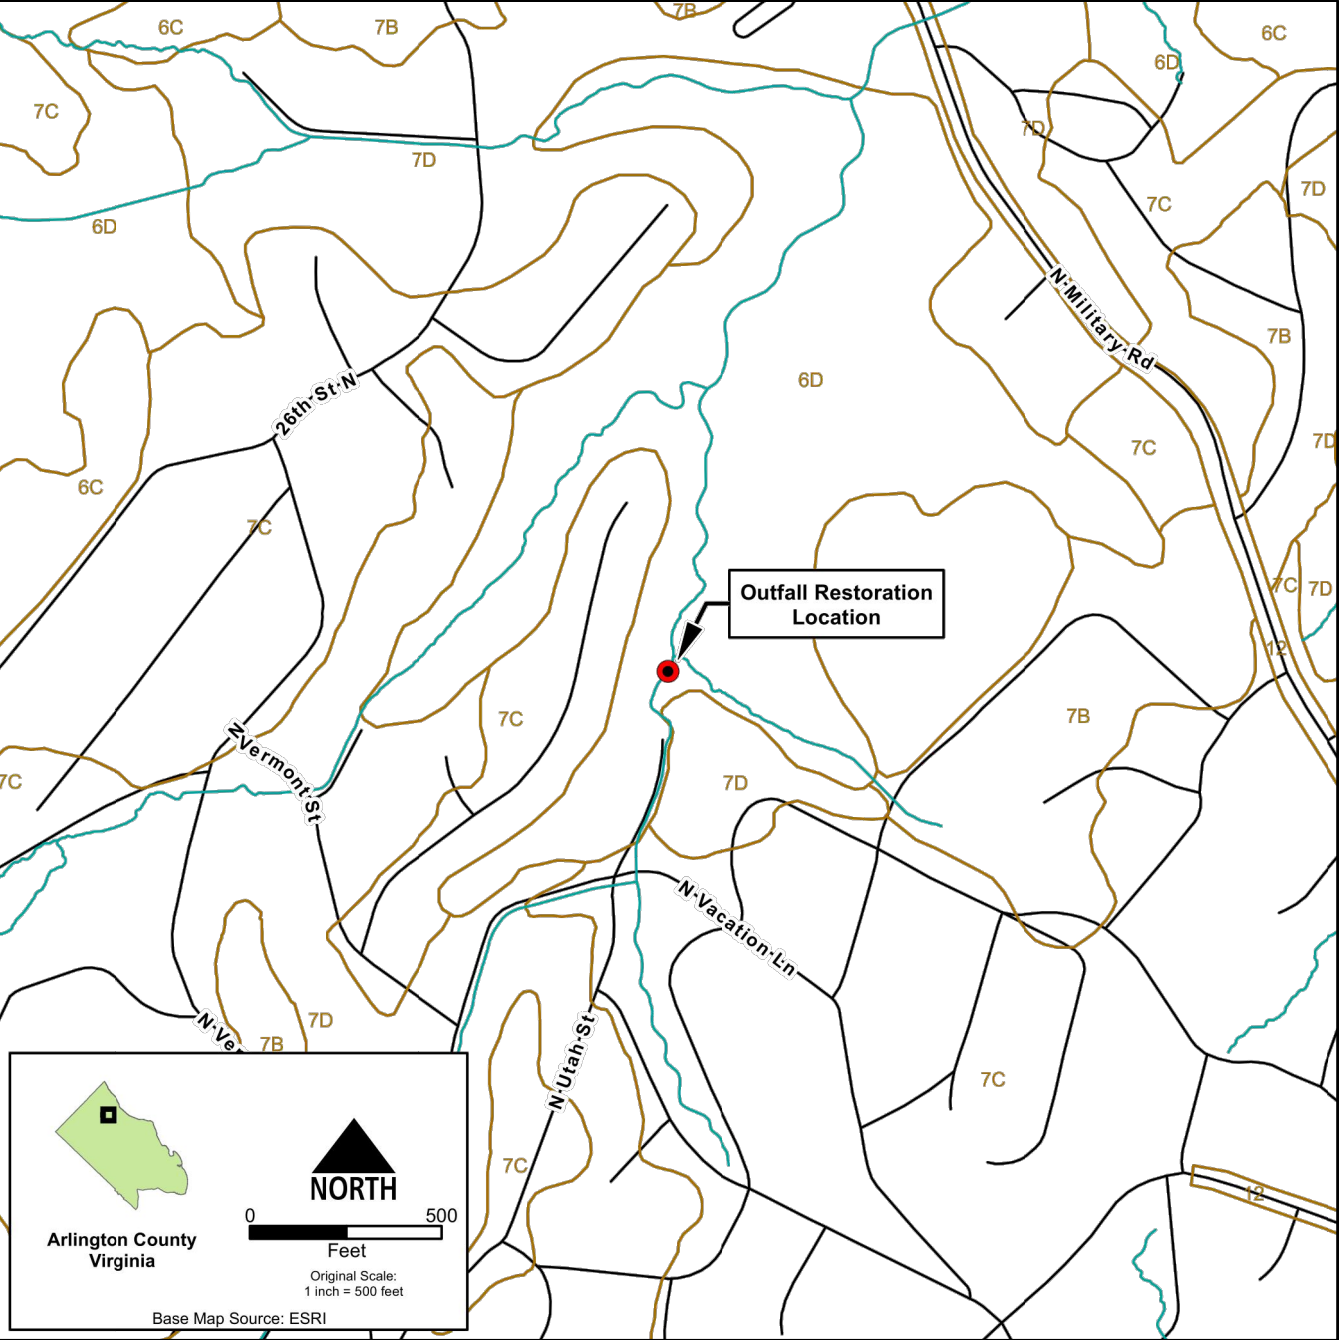 6C
7B
7B
6C
6D
7C
7D
7D
7D
7C
6D
7B
N Military Rd
26th St N
6D
7C
7D
6C
7C
Outfall Restoration
Location
7C
7D
12
7C
7B
N Vermont St
7C
7D
N Vacation Ln
N Ver
7D
7B
N Utah St
7C
7C
12
NORTH
0 500
Feet
Arlington County
Virginia
Original Scale:
1 inch = 500 feet
Base Map Source: ESRI
7D